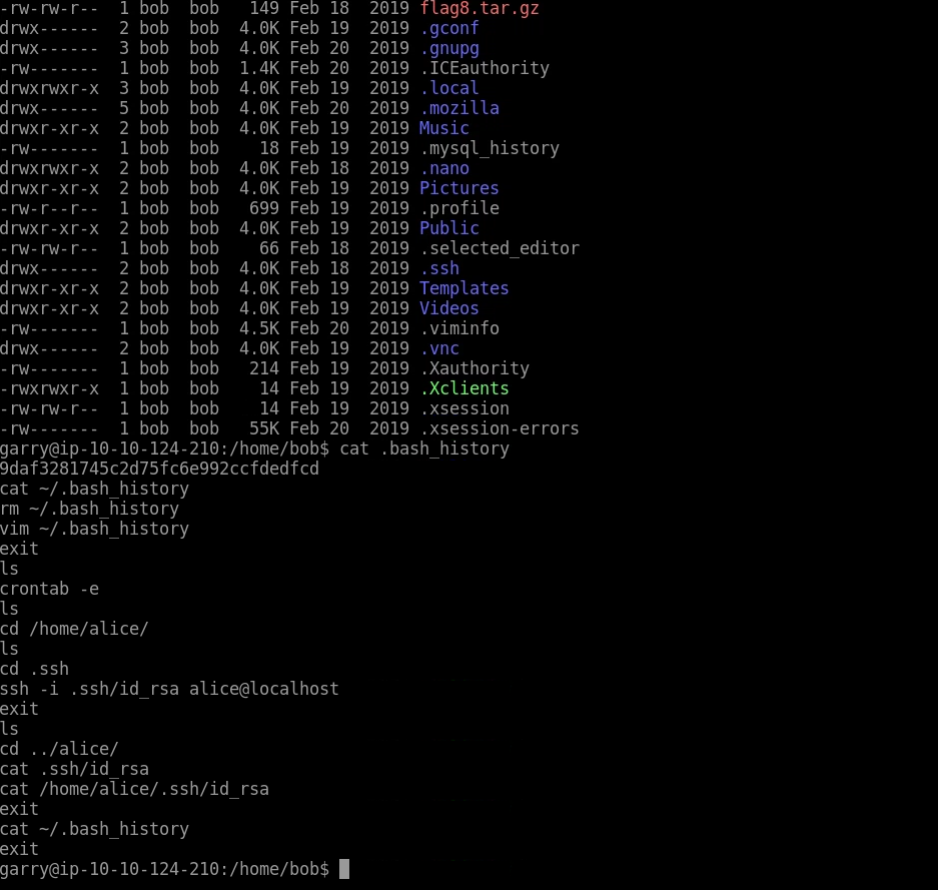 -rw-rw-r-- 1 bob bob 149 Feb 18 2019 flag8.tar.gz
drwx------ 2 bob bob 4.0K Feb 19 2019 .gconf
drwx------ 3 bob bob 4.0K Feb 20 2019 .gnupg
-rw------- 1 bob bob 1.4K Feb 20 2019 .ICEauthority
drwxrwxr-x 3 bob bob 4.0K Feb 19 2019 .local
drwx------ 5 bob bob 4.0K Feb 20 2019 .mozilla
drwxr-xr-x 2 bob bob 4.0K Feb 19 2019 Music
-rw------- 1 bob bob 18 Feb 19 2019 .mysql_history
drwxrwxr-x 2 bob bob 4.0K Feb 18 2019 .nano
drwxr-xr-x 2 bob bob 4.0K Feb 19 2019 Pictures
-rw-r--r-- 1 bob bob 699 Feb 19 2019 .profile
drwxr-xr-x 2 bob bob 4.0K Feb 19 2019 Public
-rw-rw-r-- 1 bob bob 66 Feb 18 2019 .selected_editor
drwx------ 2 bob bob 4.0K Feb 18 2019 .ssh
drwxr-xr-x 2 bob bob 4.0K Feb 19 2019 Templates
drwxr-xr-x 2 bob bob 4.0K Feb 19 2019 Videos
-rw------- 1 bob bob 4.5K Feb 20 2019 .viminfo
drwx------ 2 bob bob 4.0K Feb 19 2019 .vnc
-rw------- 1 bob bob 214 Feb 19 2019 .Xauthority
-rwxrwxr-x 1 bob bob 14 Feb 19 2019 .Xclients
-rw-rw-r-- 1 bob bob 14 Feb 19 2019 .xsession
-rw------- 1 bob bob 55K Feb 20 2019 .xsession-errors
garry@ip-10-10-124-210:/home/bob$ cat .bash_history
9daf3281745c2d75fc6e992ccfdedfcd
cat ~/.bash_history
rm ~/.bash_history
vim ~/.bash_history
exit
ls
crontab -e
ls
cd /home/alice/
ls
cd .ssh
ssh -i .ssh/id_rsa alice@localhost
exit
ls
cd ../alice/
cat .ssh/id_rsa
cat /home/alice/.ssh/id_rsa
exit
cat ~/.bash_history
exit
garry@ip-10-10-124-210:/home/bob$